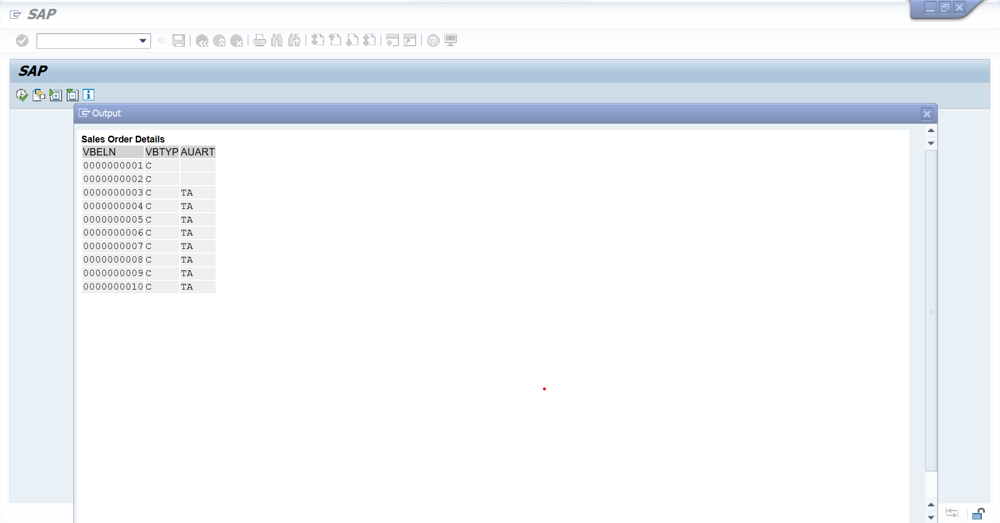 SAP
SAP
Output
Sales Order Details
VBELN VBTYP AUART
0000000001 C
0000000002 C
0000000003 C TA
0000000004 C TA
0000000005 C TA
0000000006 C TA
0000000007 C TA
0000000008 C TA
0000000009 C TA
0000000010 C TA